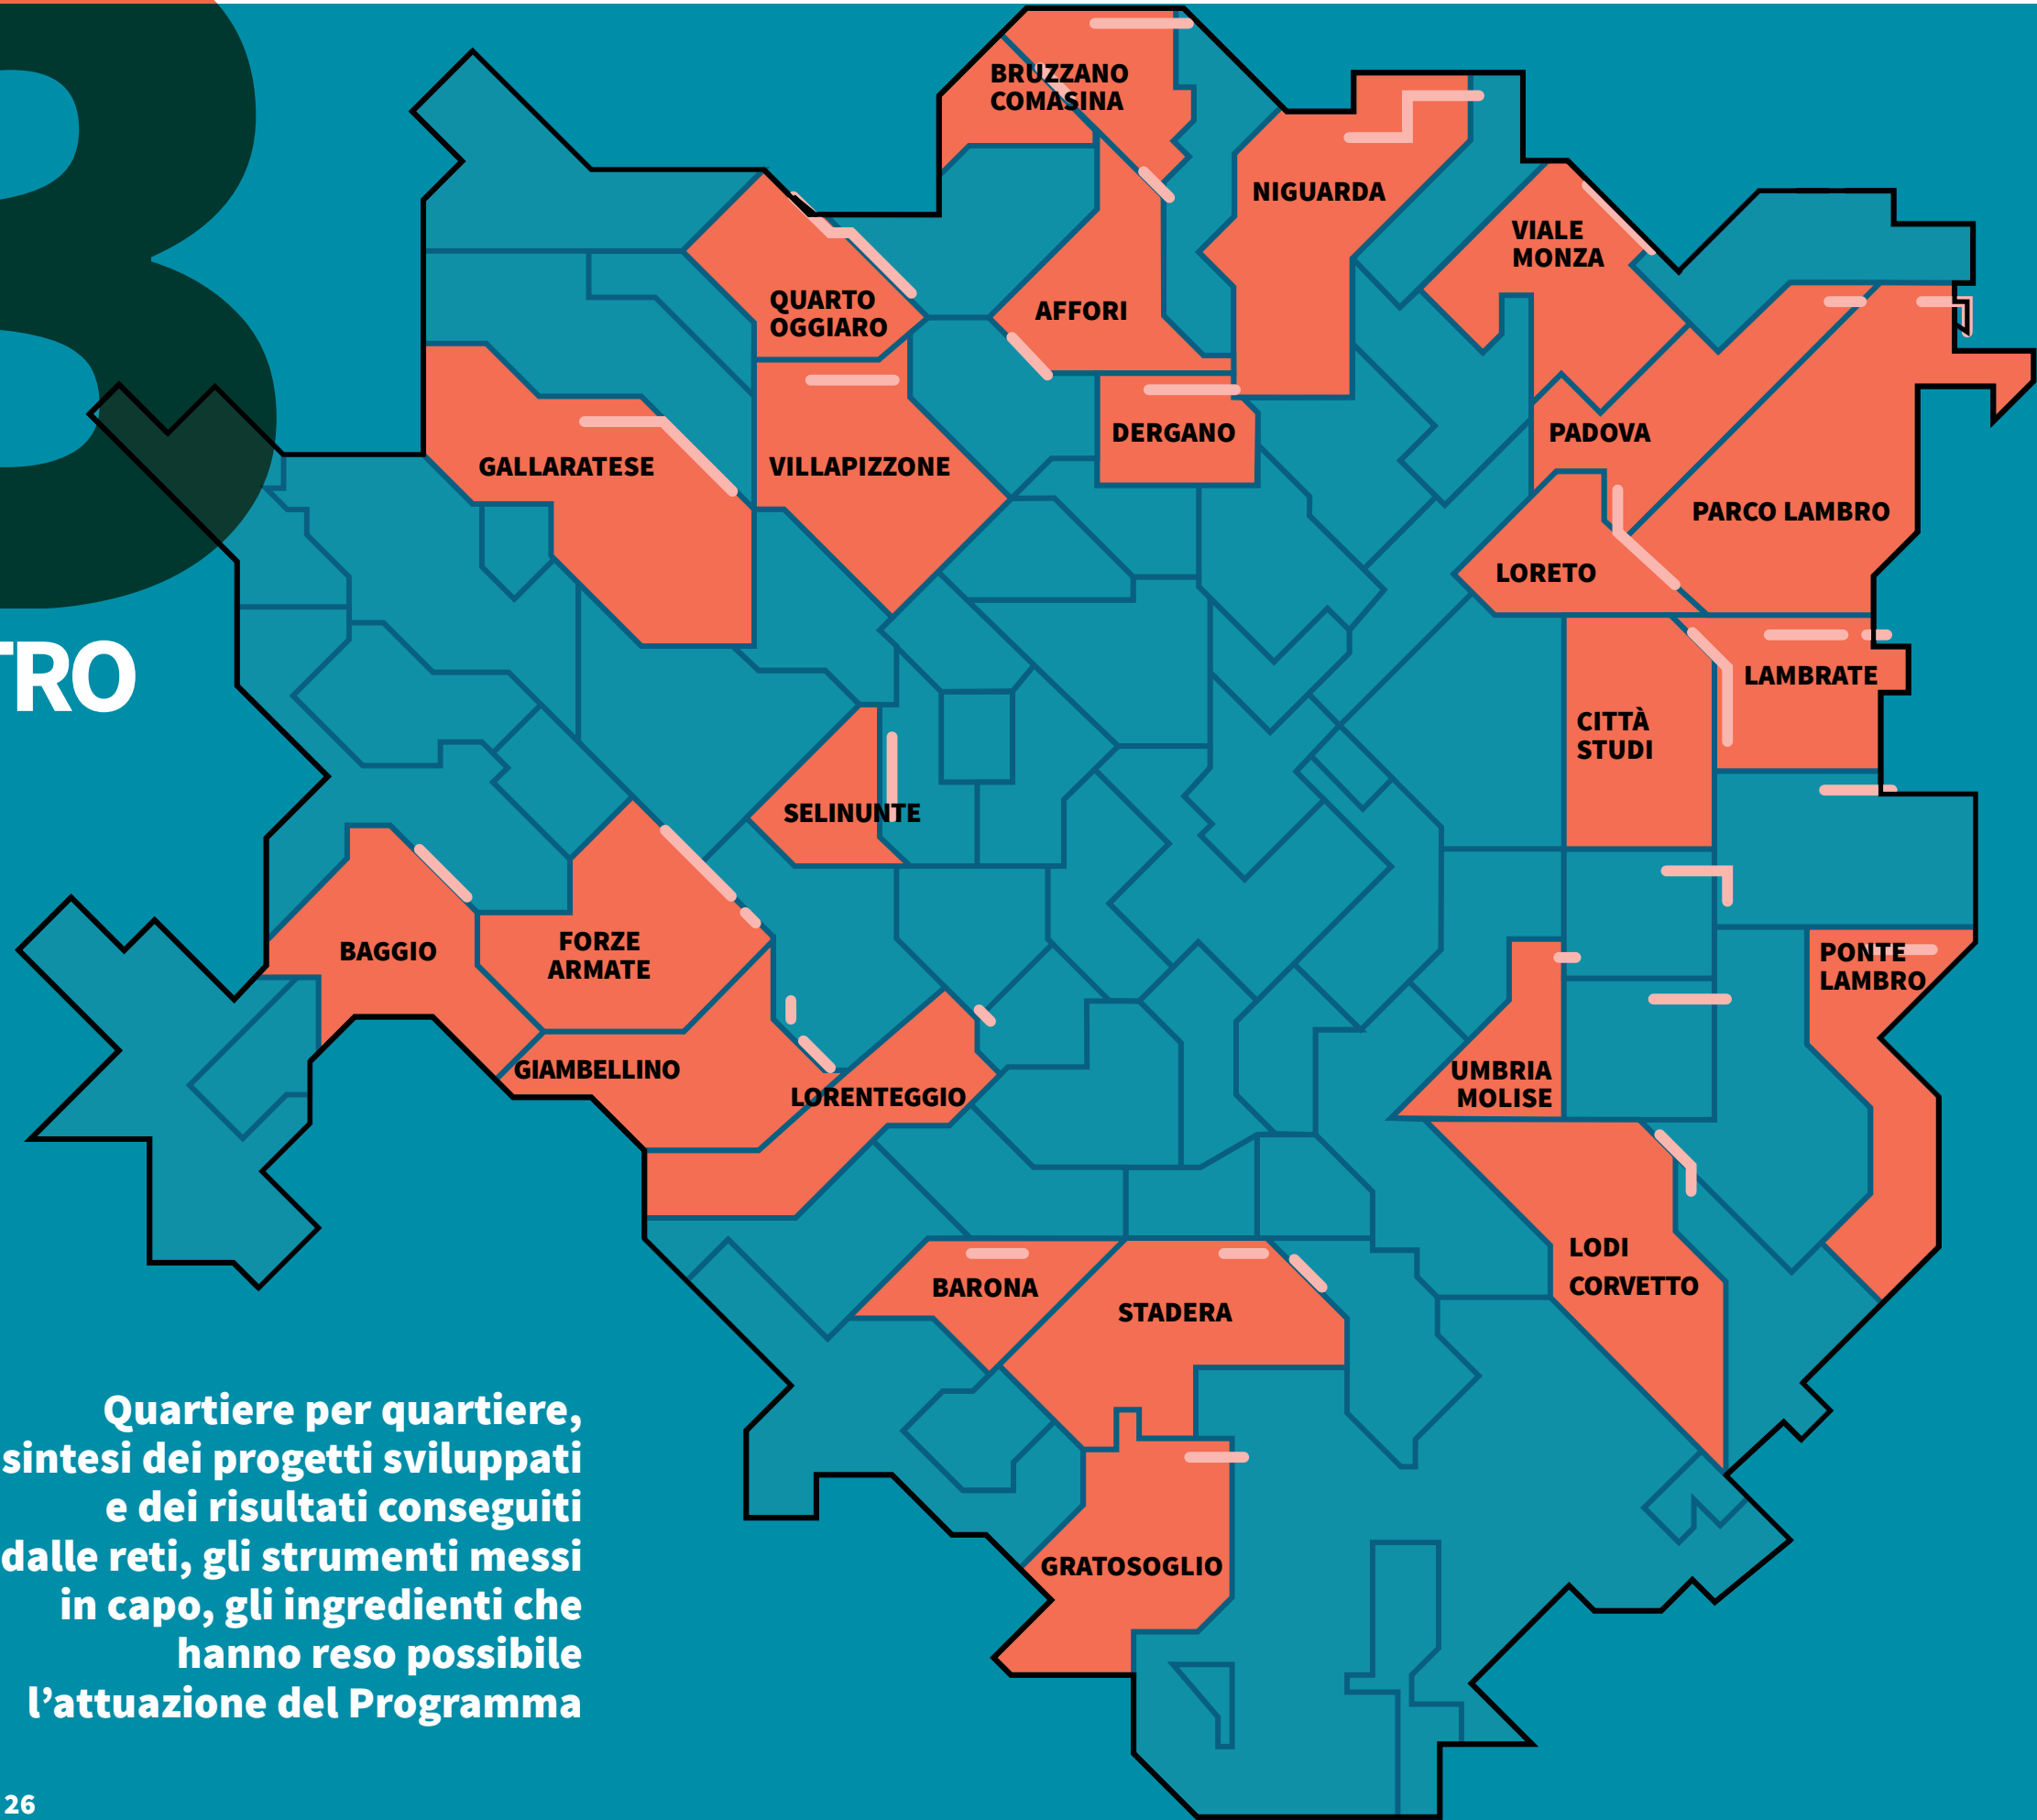 BRUZZANO
COMASINA
NIGUARDA
VIALE
MONZA
QUARTO
OGGIARO
AFFORI
DERGANO
PADOVA
GALLARATESE
VILLAPIZZONE
PARCO LAMBRO
LORETO
TRO
LAMBRATE
CITTÀ
STUDI
SELINUNTE
BAGGIO
FORZE
ARMATE
PONTE
LAMBRO
GIAMBELLINO
LORENTEGGIO
UMBRIA
MOLISE
LODI
CORVETTO
BARONA
STADERA
GRATOSOGLIO
Quartiere per quartiere,
sintesi dei progetti sviluppati
e dei risultati conseguiti
dalle reti, gli strumenti messi
in capo, gli ingredienti che
hanno reso possibile
l’attuazione del Programma
26